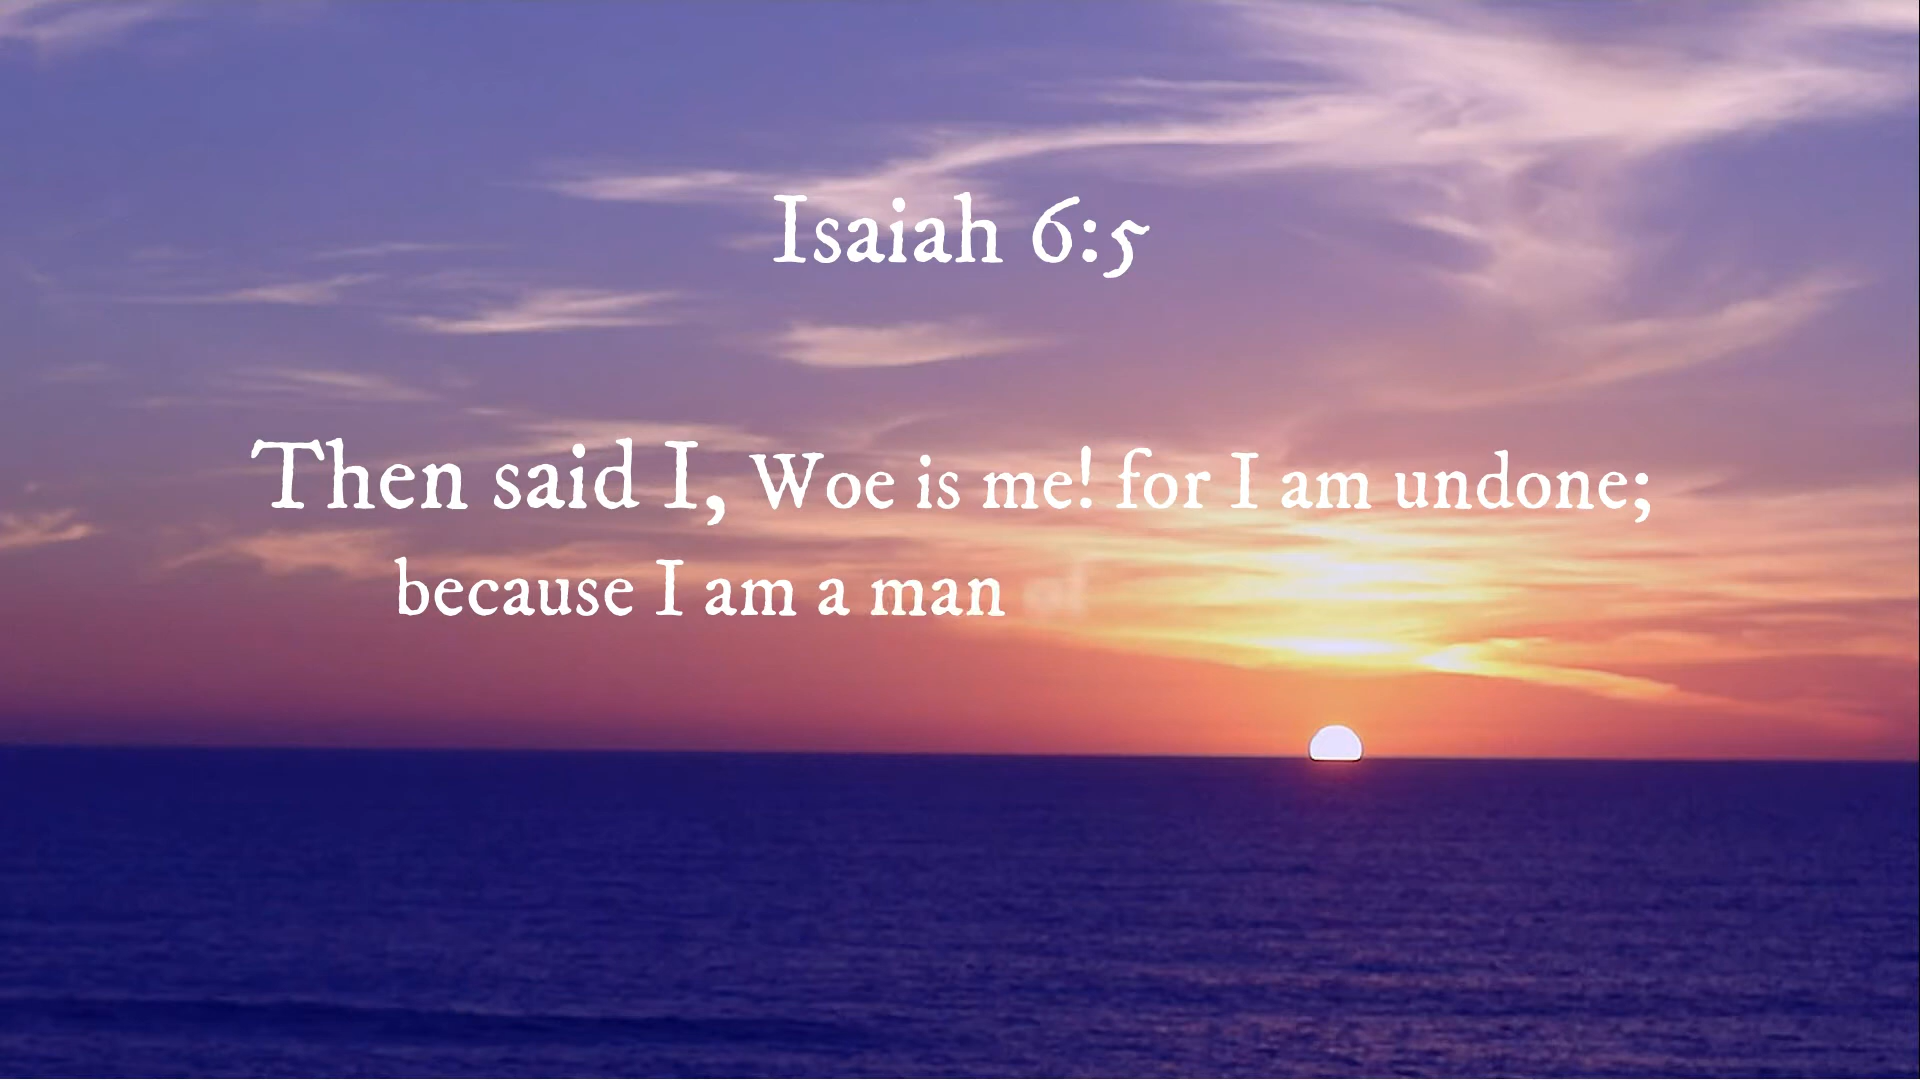 Isaiah 6:5
Then said I, Woe is me! for I am undone;
because I am a man